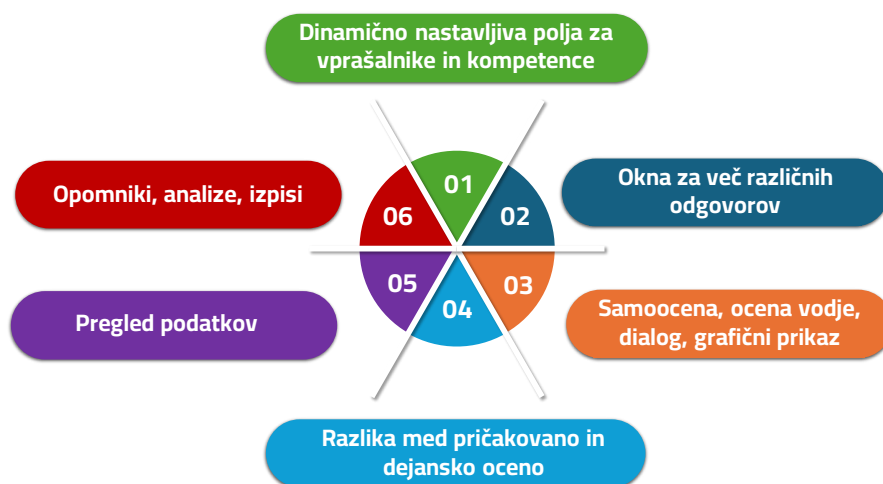 Dinamično nastavljiva polja za
vprašalnike in kompetence
01
Okna za več različnih
odgovorov
02
Samoocena, ocena vodje,
dialog, grafični prikaz
03
Razlika med pričakovano in
dejansko oceno
04
Pregled podatkov
05
Opomniki, analize, izpisi
06